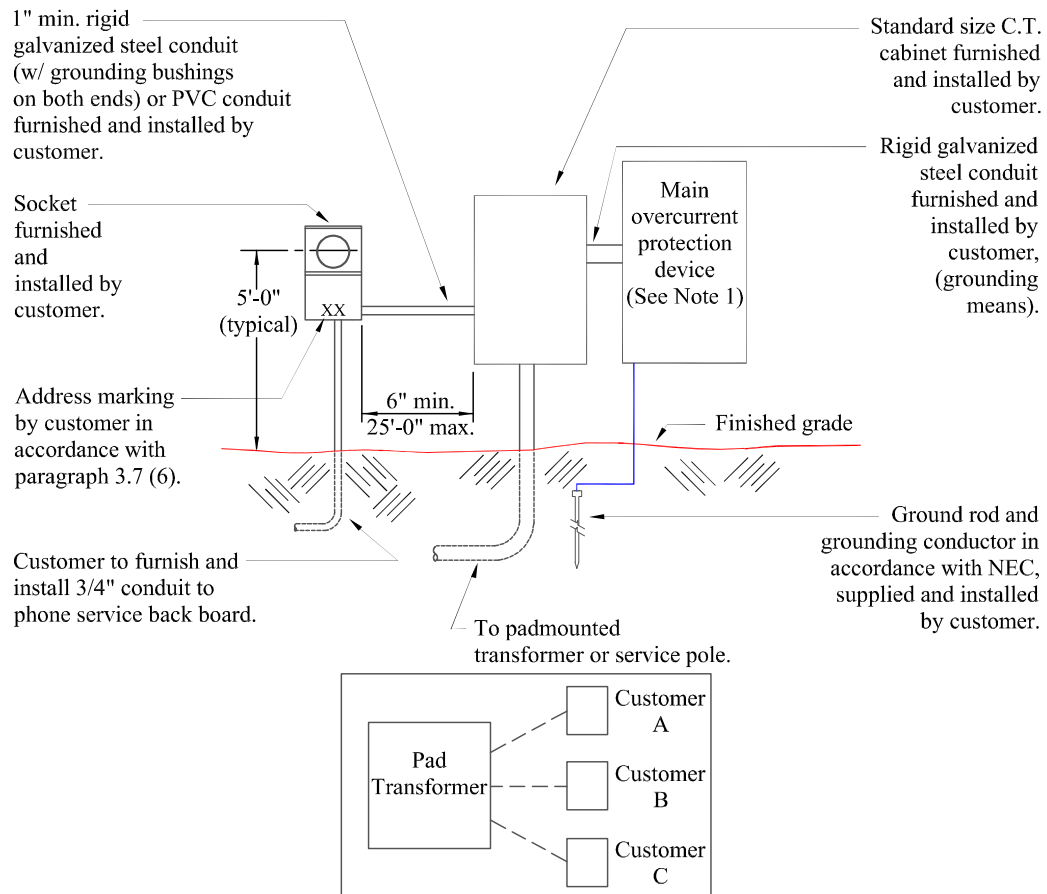 1" min. rigid
galvanized steel conduit
(w/ grounding bushings
on both ends) or PVC conduit
furnished and installed by
customer.
Standard size C.T.
cabinet furnished
and installed by
customer.
Rigid galvanized
steel conduit
furnished and
installed by
customer,
(grounding
means).
Socket
furnished
and
installed by
customer.
Main
overcurrent
protection
device
(See Note 1)
5'-0"
(typical)
XX
6" min.
25'-0" max.
Address marking
by customer in
accordance with
paragraph 3.7 (6).
Finished grade
Customer to furnish and
install 3/4" conduit to
phone service back board.
Ground rod and
grounding conductor in
accordance with NEC,
supplied and installed
by customer.
To padmounted
transformer or service pole.
Pad
Transformer
Customer
A
Customer
B
Customer
C